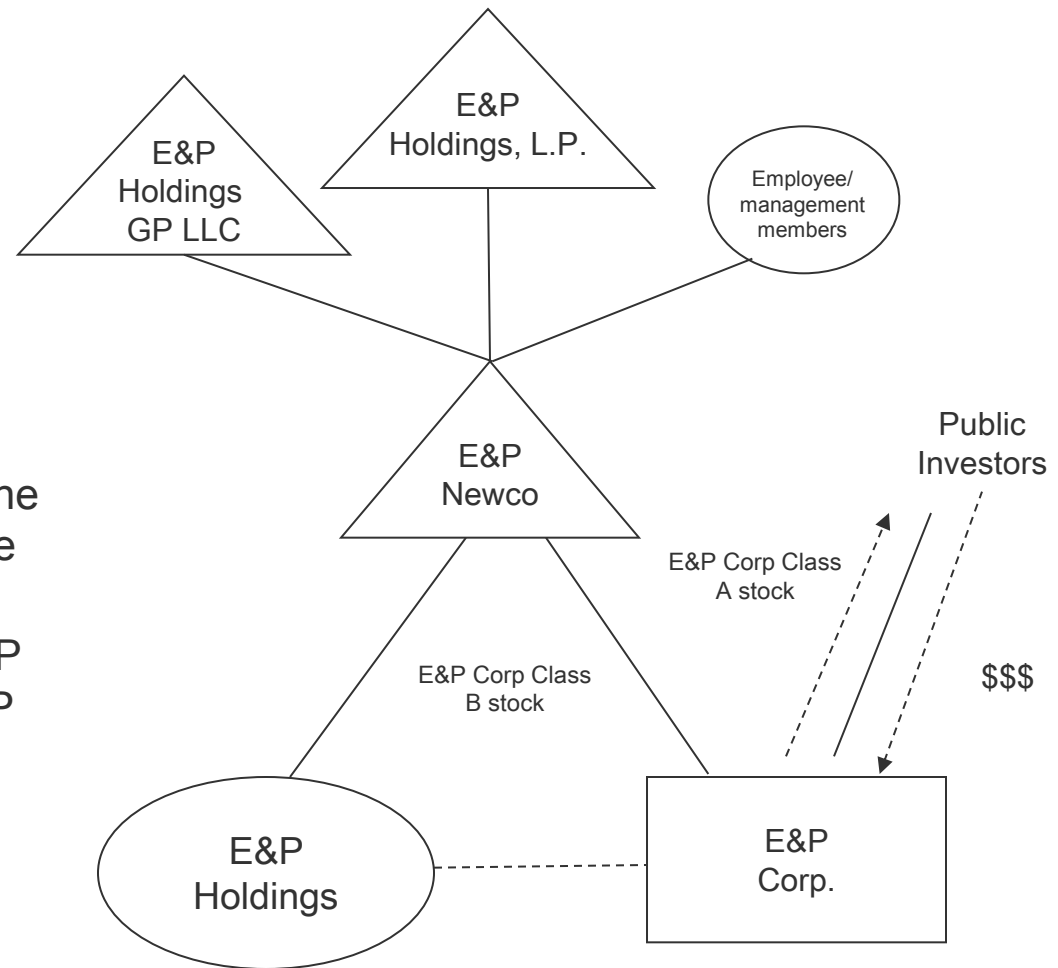 E&P
Holdings, L.P.
E&P
Holdings
GP LLC
Employee/
management
members
E&P
Newco
Public
Investors
E&P Corp Class
A stock
$$$
E&P Corp Class
B stock
E&P
Holdings
E&P
Corp.